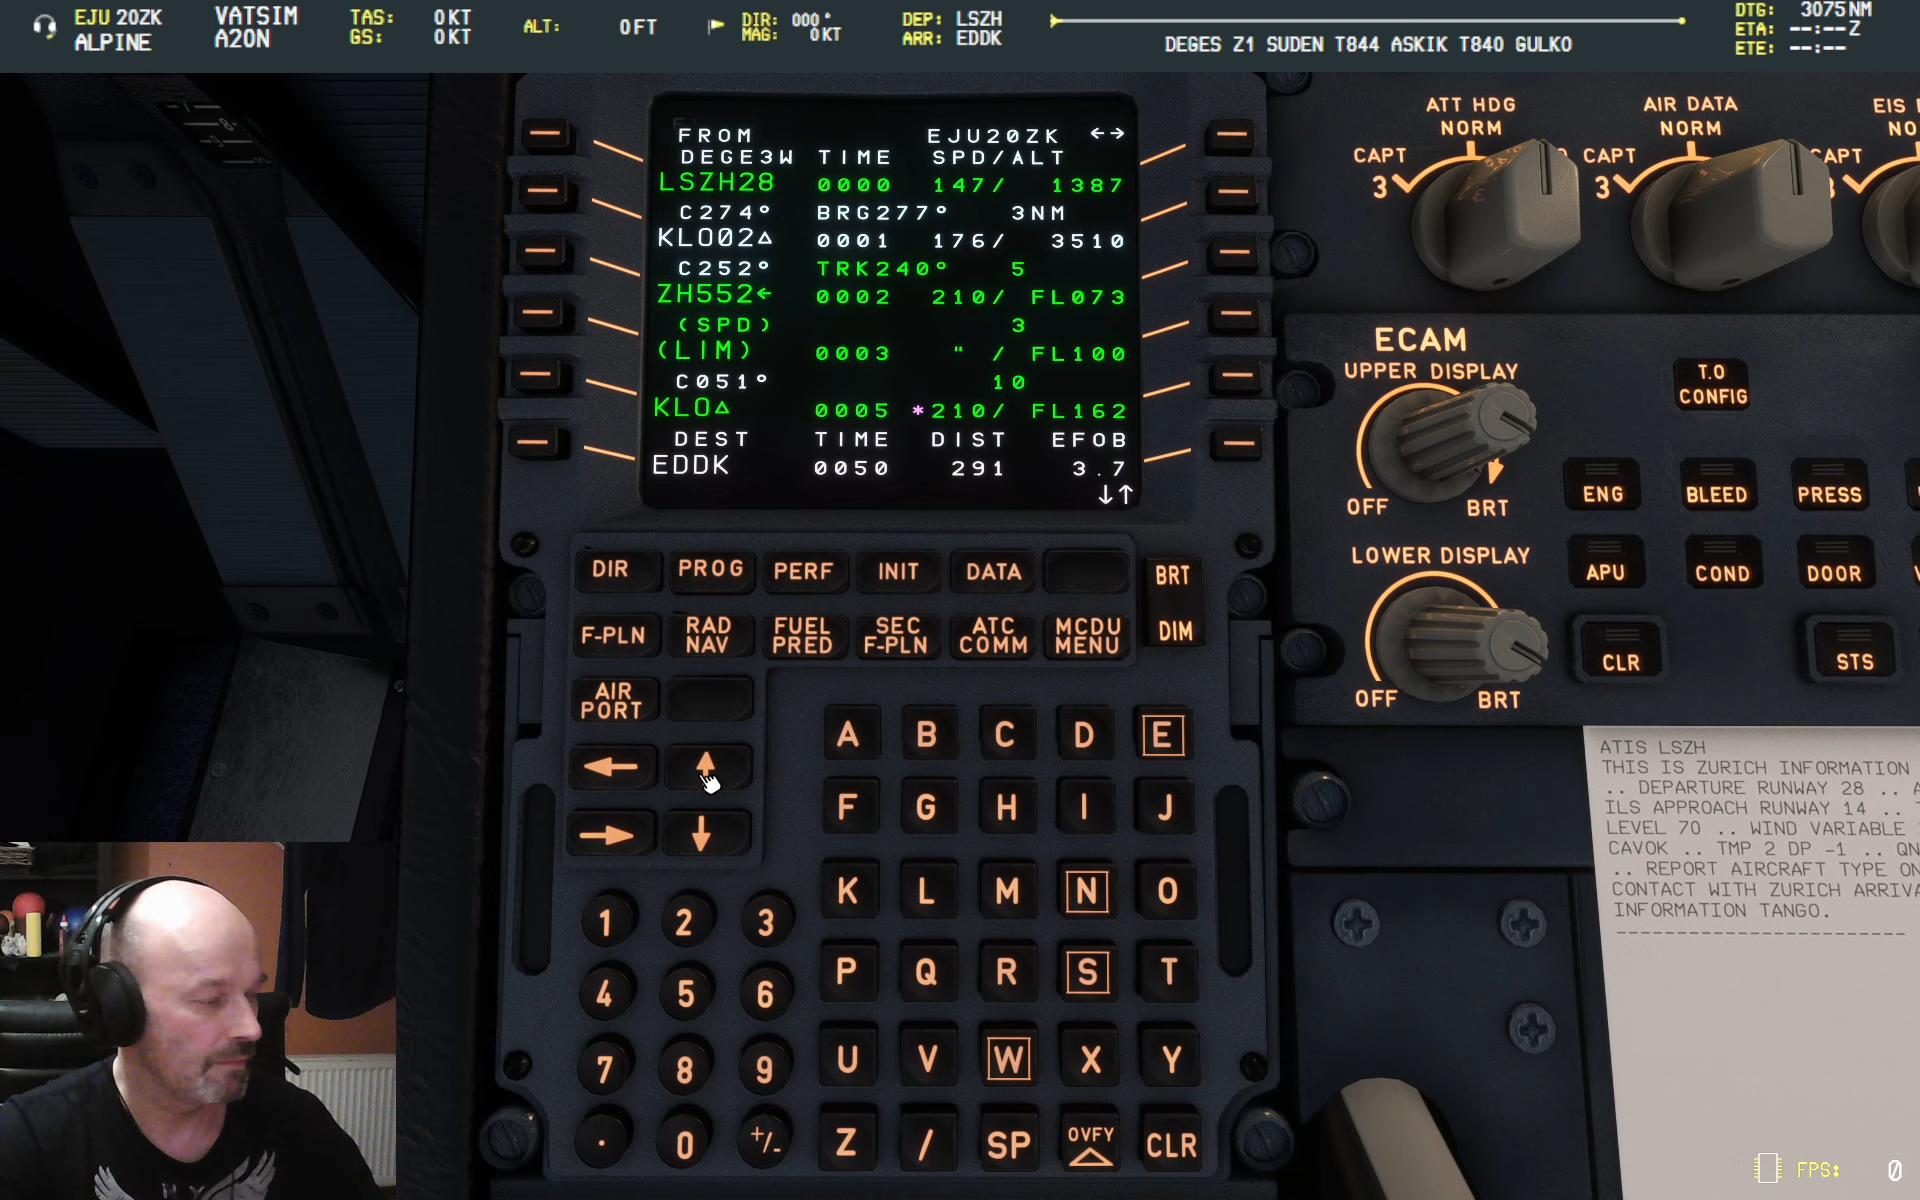 EJU 20ZK VATSIM TAS: 0KT ALT: 0FT DIR: 000° DEP: LSZH DTG: 3075NM
ALPINE A20N GS: 0KT MAG: 0KT ARR: EDDK DEGES Z1 SUDEN T844 ASKIK T840 GULKO ETA: --:--Z
ETE: --:--
FROM EJU20ZK ←→
DEGE3W TIME SPD/ALT
LSZH28 0000 147/ 1387
C274° BRG277° 3NM
KLO02△ 0001 176/ 3510
C252° TRK240° 5
ZH552← 0002 210/ FL073
(SPD) 3
(LIM) 0003 " / FL100
C051° 10
KLO△ 0005 *210/ FL162
DEST TIME DIST EFOB
EDDK 0050 291 3.7
↓↑
DIR PROG PERF INIT DATA BRT
F-PLN RAD NAV FUEL PRED SEC F-PLN ATC COMM MCDU MENU DIM
AIR PORT
← ↑
→ ↓
A B C D E
F G H I J
K L M N O
P Q R S T
U V W X Y
Z / SP OVFY CLR
1 2 3
4 5 6
7 8 9
. 0 +/-
ATT HDG AIR DATA EIS
NORM NORM
CAPT CAPT CAPT
3 3 3
ECAM
UPPER DISPLAY
OFF BRT
T.O CONFIG
ENG BLEED PRESS
LOWER DISPLAY
APU COND DOOR
OFF BRT
CLR STS
ATIS LSZH
THIS IS ZURICH INFORMATION
.. DEPARTURE RUNWAY 28 ..
ILS APPROACH RUNWAY 14 ..
LEVEL 70 .. WIND VARIABLE
CAVOK .. TMP 2 DP -1 ..
.. REPORT AIRCRAFT TYPE
CONTACT WITH ZURICH
INFORMATION TANGO.
FPS: 0